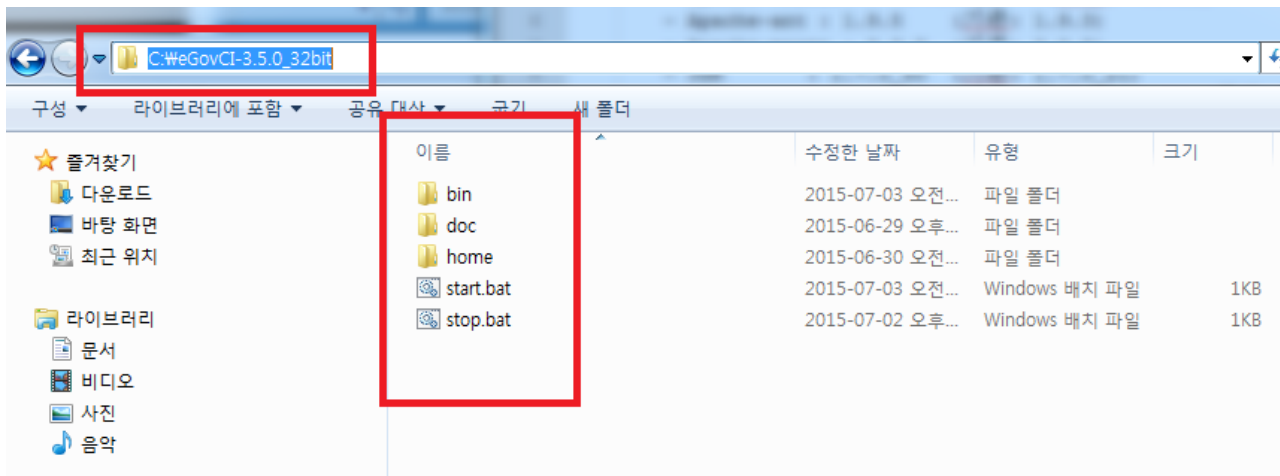 C:₩eGovCI-3.5.0_32bit
구성 라이브러리에 포함 공유 대상 굽기 새 폴더
이름 수정한 날짜 유형 크기
즐겨찾기
다운로드
바탕 화면
최근 위치
라이브러리
문서
비디오
사진
음악
bin 2015-07-03 오전... 파일 폴더
doc 2015-06-29 오후... 파일 폴더
home 2015-06-30 오전... 파일 폴더
start.bat 2015-07-03 오전... Windows 배치 파일 1KB
stop.bat 2015-07-02 오후... Windows 배치 파일 1KB